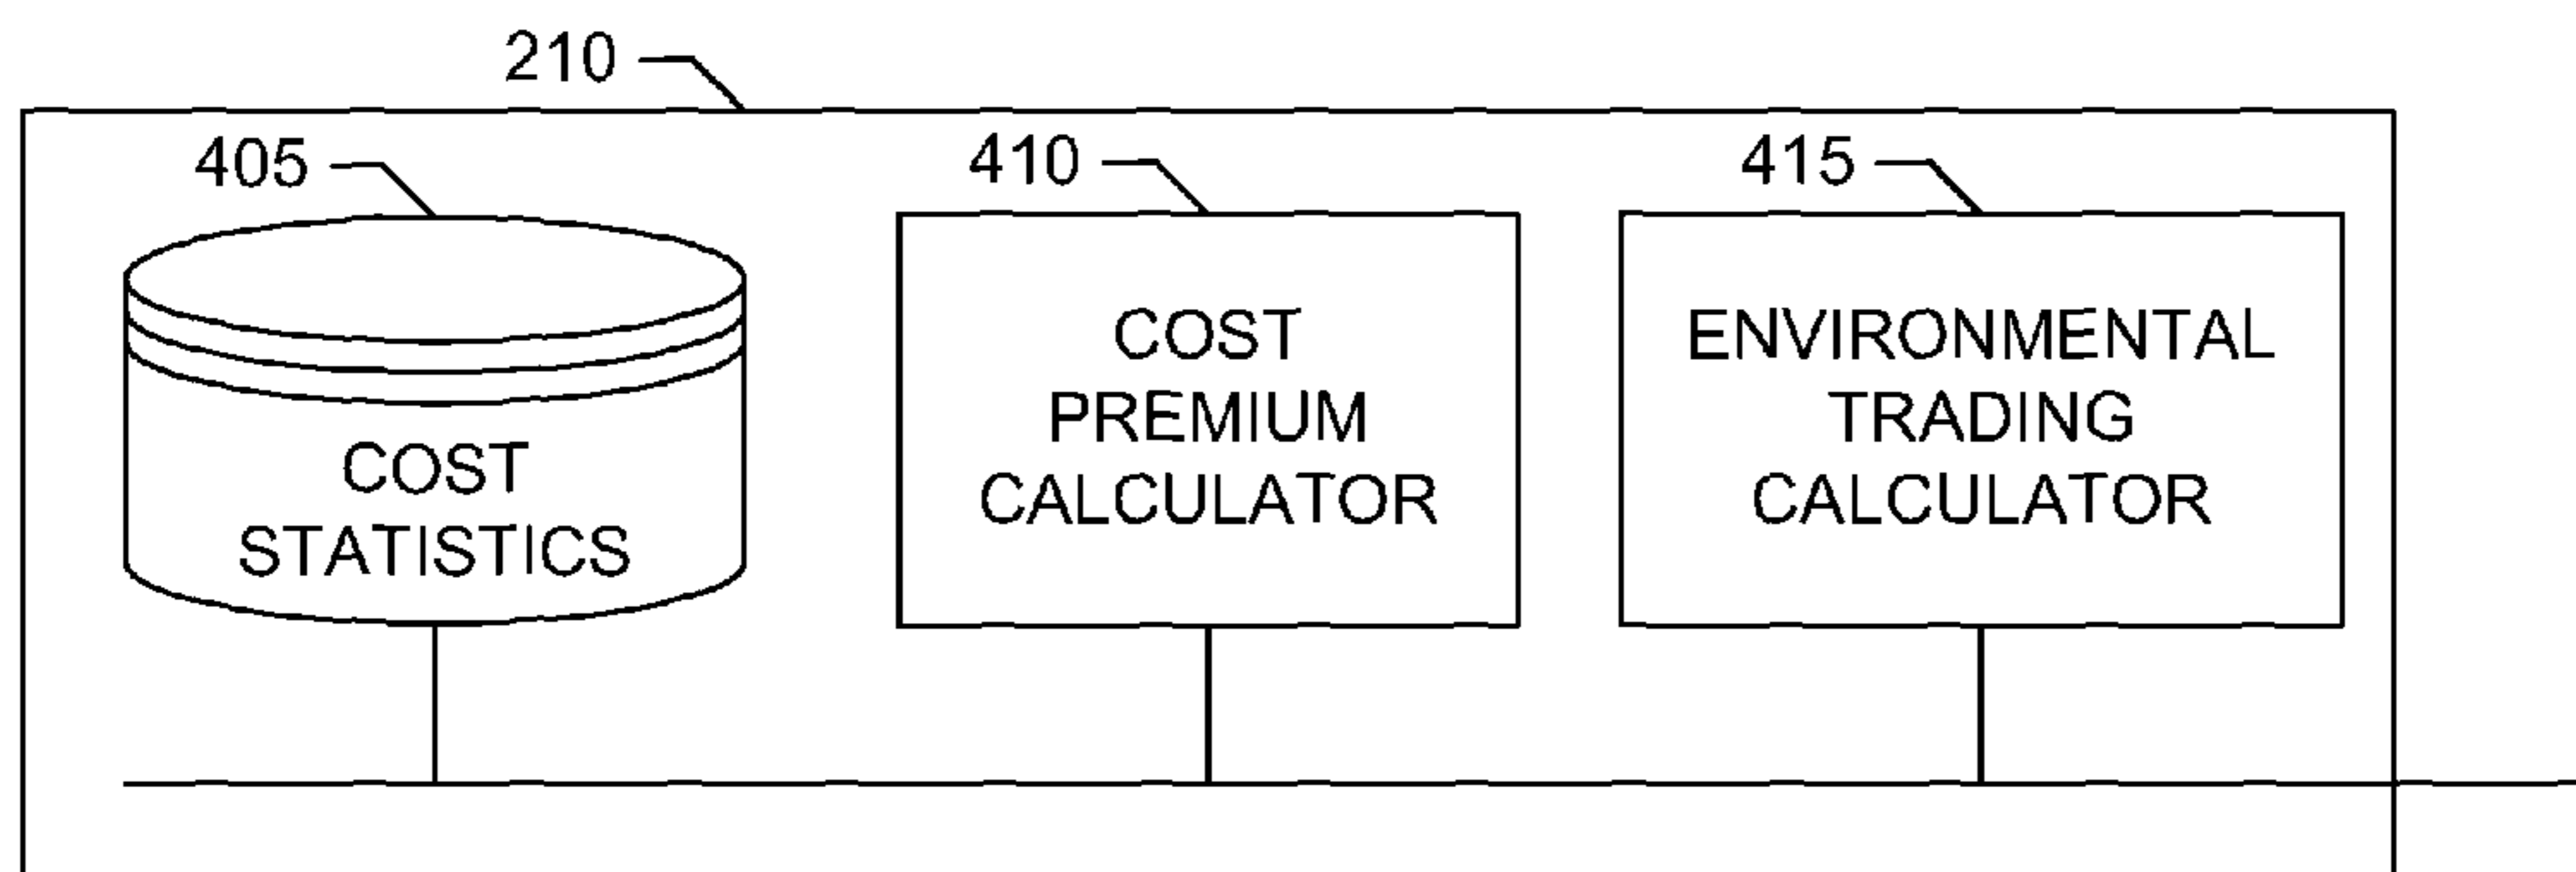 210
405
410
415
COST
STATISTICS
COST
PREMIUM
CALCULATOR
ENVIRONMENTAL
TRADING
CALCULATOR